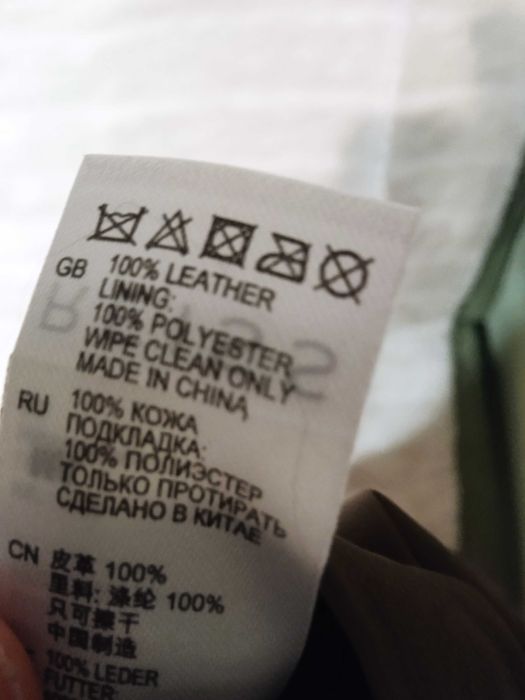 GB 100% LEATHER
LINING:
100% POLYESTER
WIPE CLEAN ONLY
MADE IN CHINA
RU 100% КОЖА
ПОДКЛАДКА:
100% ПОЛИЭСТЕР
ТОЛЬКО ПРОТИРАТЬ
СДЕЛАНО В КИТАЕ
CN 皮革 100%
里料: 涤纶 100%
只可擦干
中国制造
100% LEDER
FUTTER: